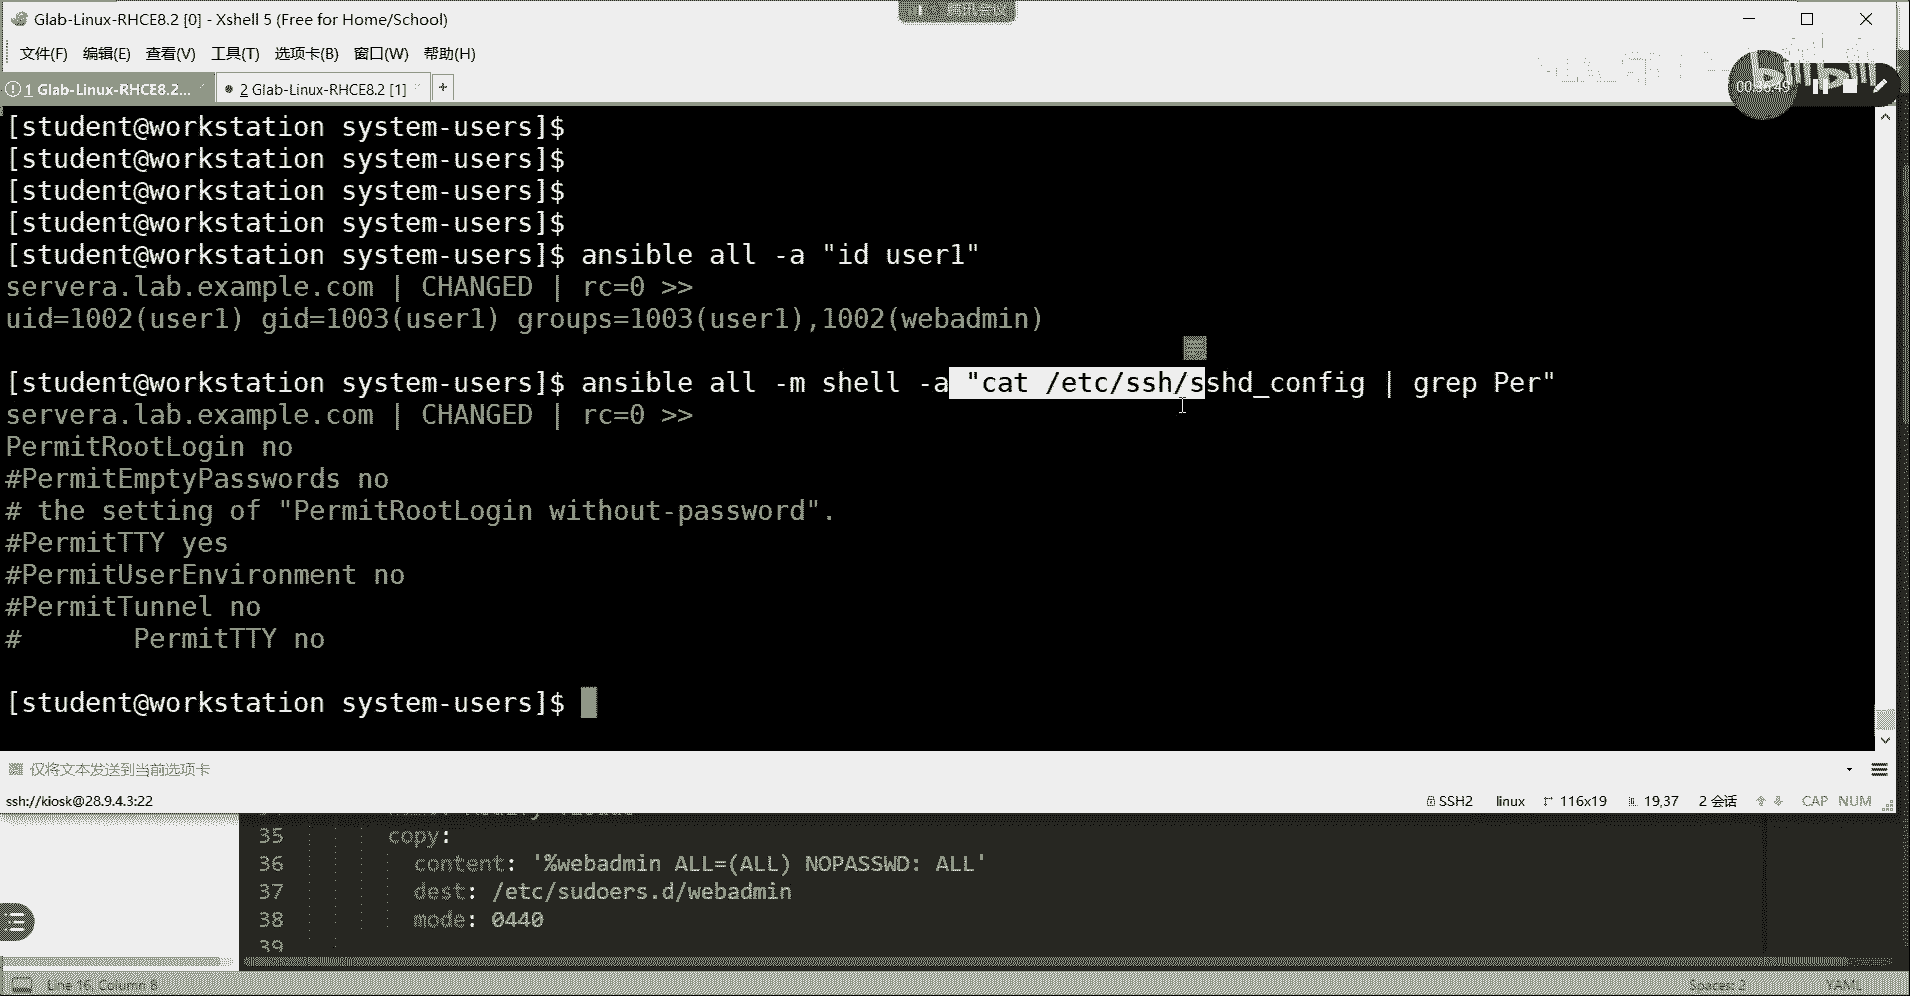 Glab-Linux-RHCE8.2 [0] - Xshell 5 (Free for Home/School)
腾讯会议
文件(F) 编辑(E) 查看(V) 工具(T) 选项卡(B) 窗口(W) 帮助(H)
1 Glab-Linux-RHCE8.2... 2 Glab-Linux-RHCE8.2 [1] +
00:36:49
[student@workstation system-users]$
[student@workstation system-users]$
[student@workstation system-users]$
[student@workstation system-users]$
[student@workstation system-users]$ ansible all -a "id user1"
servera.lab.example.com | CHANGED | rc=0 >>
uid=1002(user1) gid=1003(user1) groups=1003(user1),1002(webadmin)
[student@workstation system-users]$ ansible all -m shell -a "cat /etc/ssh/sshd_config | grep Per"
servera.lab.example.com | CHANGED | rc=0 >>
PermitRootLogin no
#PermitEmptyPasswords no
# the setting of "PermitRootLogin without-password".
#PermitTTY yes
#PermitUserEnvironment no
#PermitTunnel no
#        PermitTTY no
[student@workstation system-users]$
仅将文本发送到当前选项卡
ssh://kiosk@28.9.4.3:22 SSH2 linux 116x19 19,37 2 会话 CAP NUM
35 copy:
36 content: '%webadmin ALL=(ALL) NOPASSWD: ALL'
37 dest: /etc/sudoers.d/webadmin
38 mode: 0440
39
Line 16, Column 8 Spaces: 2 YAML